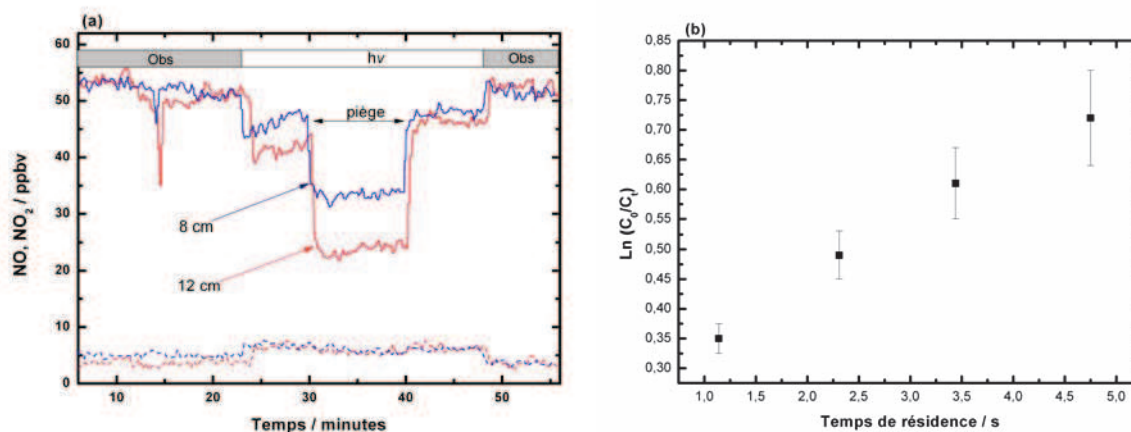 (a)
60
50
40
30
20
10
0
NO, NO₂ / ppbv
Obs
hν
Obs
piège
8 cm
12 cm
10
20
30
40
50
Temps / minutes
(b)
0,85
0,80
0,75
0,70
0,65
0,60
0,55
0,50
0,45
0,40
0,35
0,30
Ln (C₀/Cₜ)
1,0
1,5
2,0
2,5
3,0
3,5
4,0
4,5
5,0
Temps de résidence / s